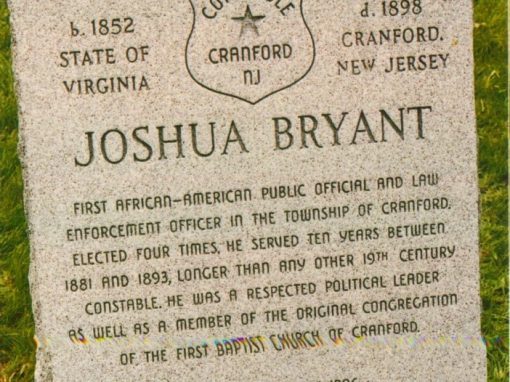 CONSTABLE
b. 1852
STATE OF
VIRGINIA
CRANFORD
NJ
d. 1898
CRANFORD,
NEW JERSEY
JOSHUA BRYANT
FIRST AFRICAN-AMERICAN PUBLIC OFFICIAL AND LAW
ENFORCEMENT OFFICER IN THE TOWNSHIP OF CRANFORD.
ELECTED FOUR TIMES, HE SERVED TEN YEARS BETWEEN
1881 AND 1893, LONGER THAN ANY OTHER 19TH CENTURY
CONSTABLE. HE WAS A RESPECTED POLITICAL LEADER
AS WELL AS A MEMBER OF THE ORIGINAL CONGREGATION
OF THE FIRST BAPTIST CHURCH OF CRANFORD.